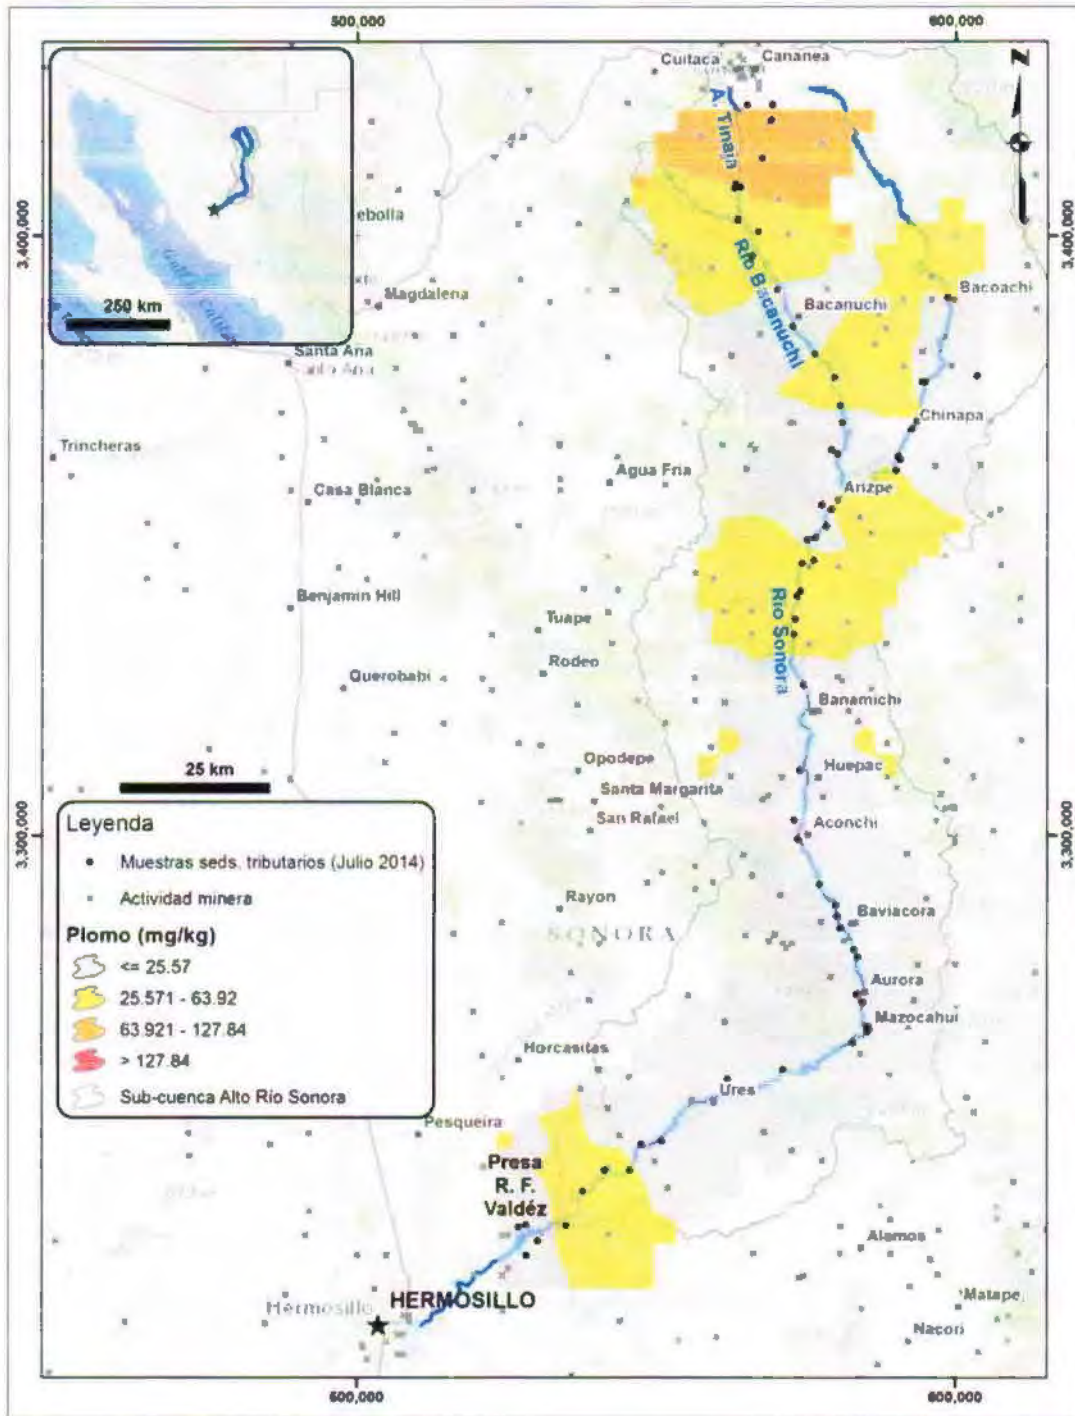 500,000
600,000
Cuitaca
Cananea
N
A. Tinaja
3,400,000
3,400,000
250 km
Magdalena
Bacoachi
Río Bacanuchi
Bacanuchi
Santa Ana
Santa Ana
Chinapa
Trincheras
Agua Fria
Casa Blanca
Arizpe
Benjamin Hill
Tuape
Río Sonora
Rodeo
Querobabi
Banamichi
25 km
Opodepe
Huepac
Santa Margarita
3,300,000
3,300,000
San Rafael
Aconchi
Leyenda
Muestras seds. tributarios (Julio 2014)
Actividad minera
Plomo (mg/kg)
<= 25.57
25.571 - 63.92
63.921 - 127.84
> 127.84
Sub-cuenca Alto Río Sonora
Rayon
SONORA
Baviacora
Aurora
Mazocahui
Horcasitas
Ures
Pesqueira
Presa
R. F.
Valdéz
Alamos
Hermosillo
HERMOSILLO
Matape
Nacori
500,000
600,000